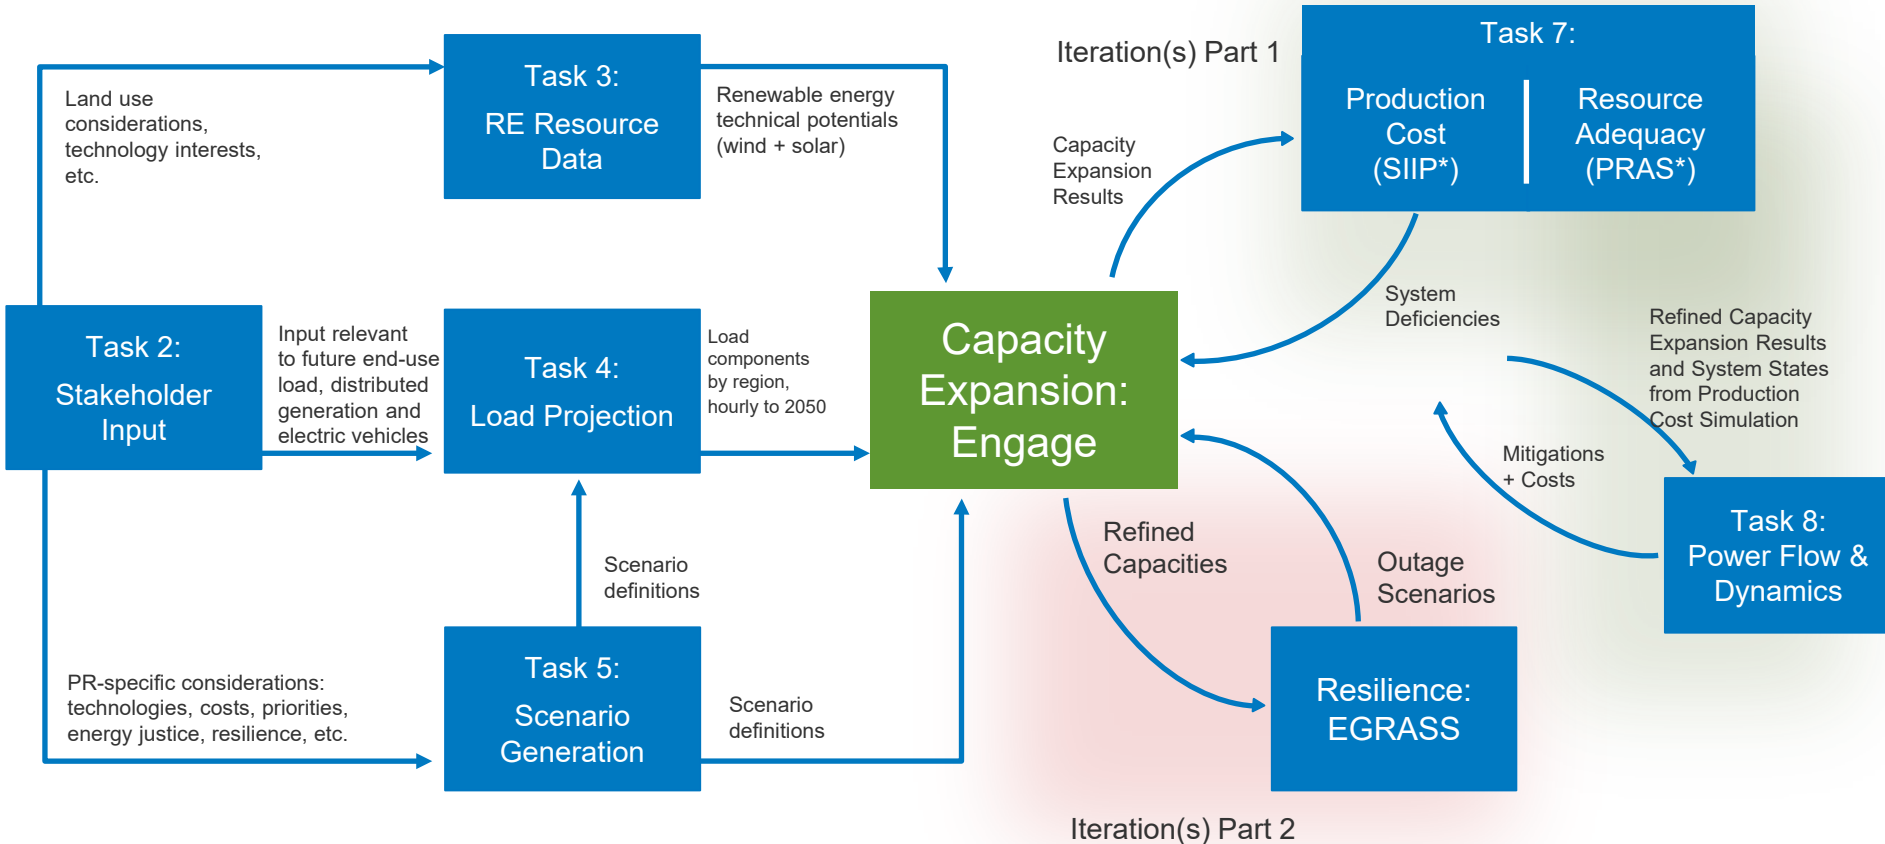 Task 2:
Stakeholder
Input
Land use
considerations,
technology interests,
etc.
Input relevant
to future end-use
load, distributed
generation and
electric vehicles
PR-specific considerations:
technologies, costs, priorities,
energy justice, resilience, etc.
Task 3:
RE Resource
Data
Renewable energy
technical potentials
(wind + solar)
Task 4:
Load Projection
Load
components
by region,
hourly to 2050
Scenario
definitions
Task 5:
Scenario
Generation
Scenario
definitions
Capacity
Expansion:
Engage
Iteration(s) Part 1
Capacity
Expansion
Results
Task 7:
Production
Cost
(SIIP*)
Resource
Adequacy
(PRAS*)
System
Deficiencies
Refined Capacity
Expansion Results
and System States
from Production
Cost Simulation
Mitigations
+ Costs
Task 8:
Power Flow &
Dynamics
Refined
Capacities
Outage
Scenarios
Resilience:
EGRASS
Iteration(s) Part 2